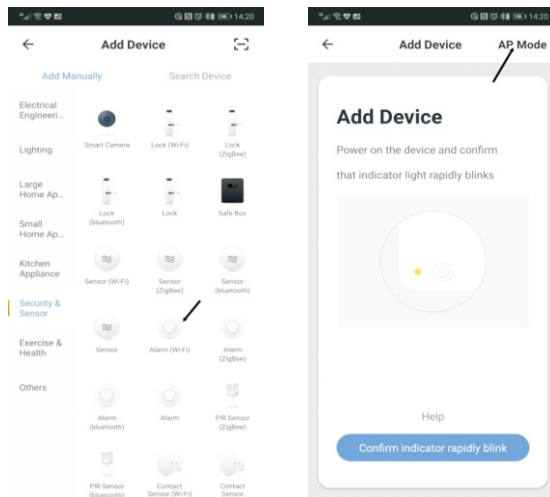 14:20
Add Device
Add Manually
Search Device
Electrical
Engineeri...
Lighting
Large
Home Ap...
Small
Home Ap...
Kitchen
Appliance
Security &
Sensor
Exercise &
Health
Others
Smart Camera
Lock (Wi-Fi)
Lock
(ZigBee)
Lock
(bluetooth)
Lock
Safe Box
Sensor (Wi-Fi)
Sensor
(ZigBee)
Sensor
(bluetooth)
Sensor
Alarm (Wi-Fi)
Alarm
(ZigBee)
Alarm
(bluetooth)
Alarm
PIR Sensor
(ZigBee)
PIR Sensor
(bluetooth)
Contact
Sensor (Wi-Fi)
Contact
Sensor
14:20
Add Device
AP Mode
Add Device
Power on the device and confirm
that indicator light rapidly blinks
Help
Confirm indicator rapidly blink